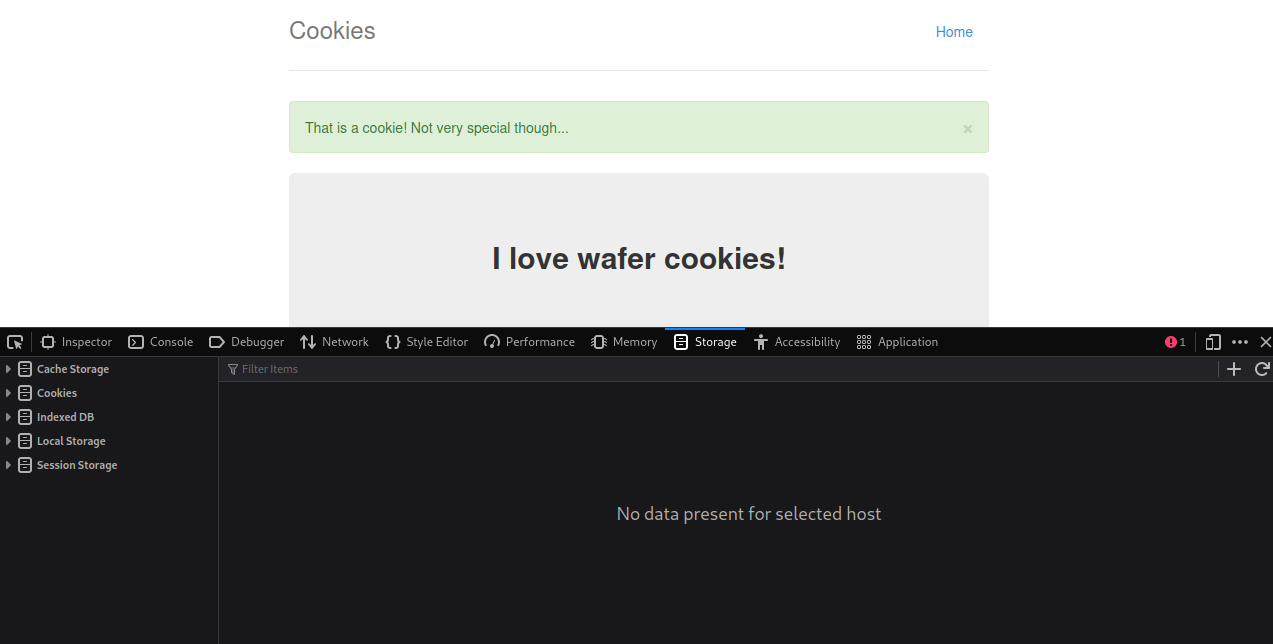 Cookies
Home
That is a cookie! Not very special though...
×
I love wafer cookies!
Inspector Console Debugger Network Style Editor Performance Memory Storage Accessibility Application 1
Cache Storage
Filter Items
Cookies
Indexed DB
Local Storage
Session Storage
No data present for selected host